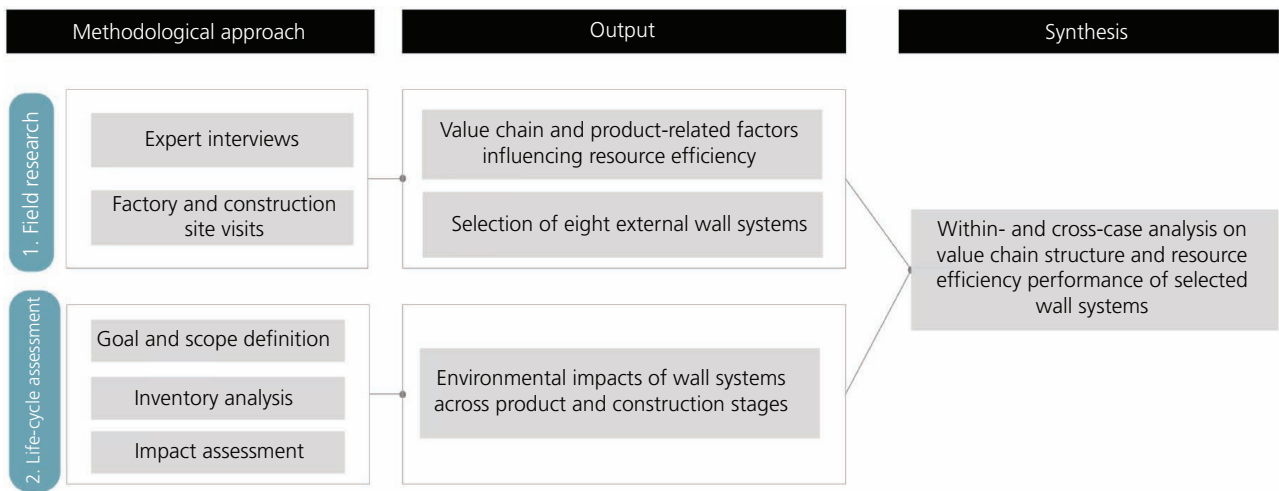 Methodological approach
Output
Synthesis
1. Field research
Expert interviews
Factory and construction
site visits
Value chain and product-related factors
influencing resource efficiency
Selection of eight external wall systems
Within- and cross-case analysis on
value chain structure and resource
efficiency performance of selected
wall systems
2. Life-cycle assessment
Goal and scope definition
Inventory analysis
Impact assessment
Environmental impacts of wall systems
across product and construction stages